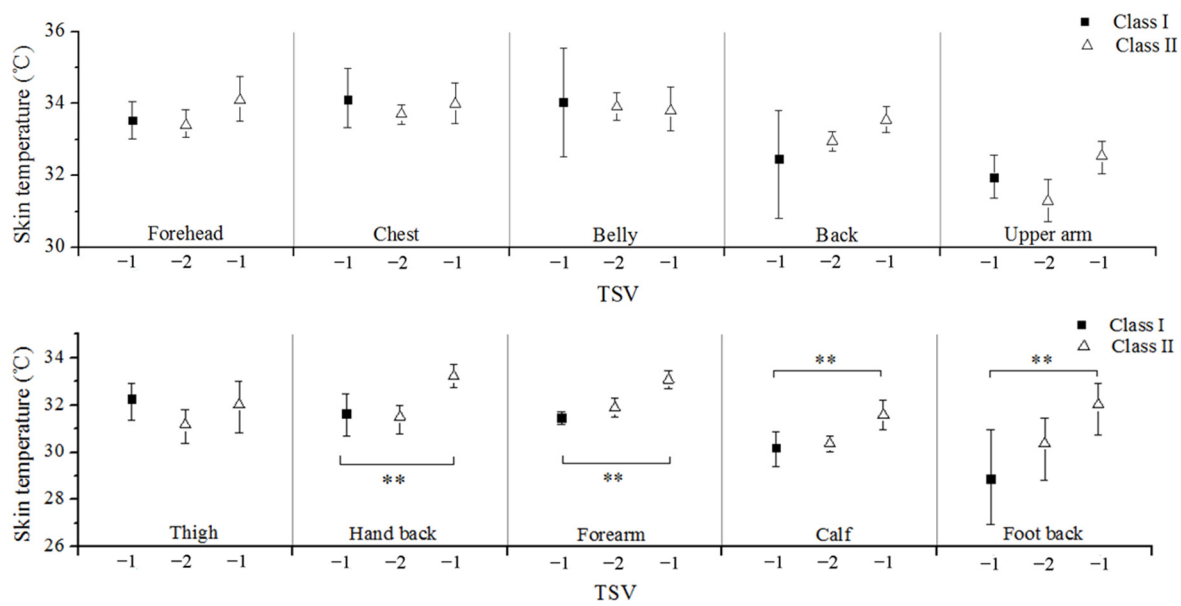 Class I
Class II
Skin temperature (℃)
36
34
32
30
Forehead Chest Belly Back Upper arm
−1 −2 −1 −1 −2 −1 −1 −2 −1 −1 −2 −1 −1 −2 −1
TSV
Class I
Class II
Skin temperature (℃)
34
32
30
28
26
** ** ** **
Thigh Hand back Forearm Calf Foot back
−1 −2 −1 −1 −2 −1 −1 −2 −1 −1 −2 −1 −1 −2 −1
TSV